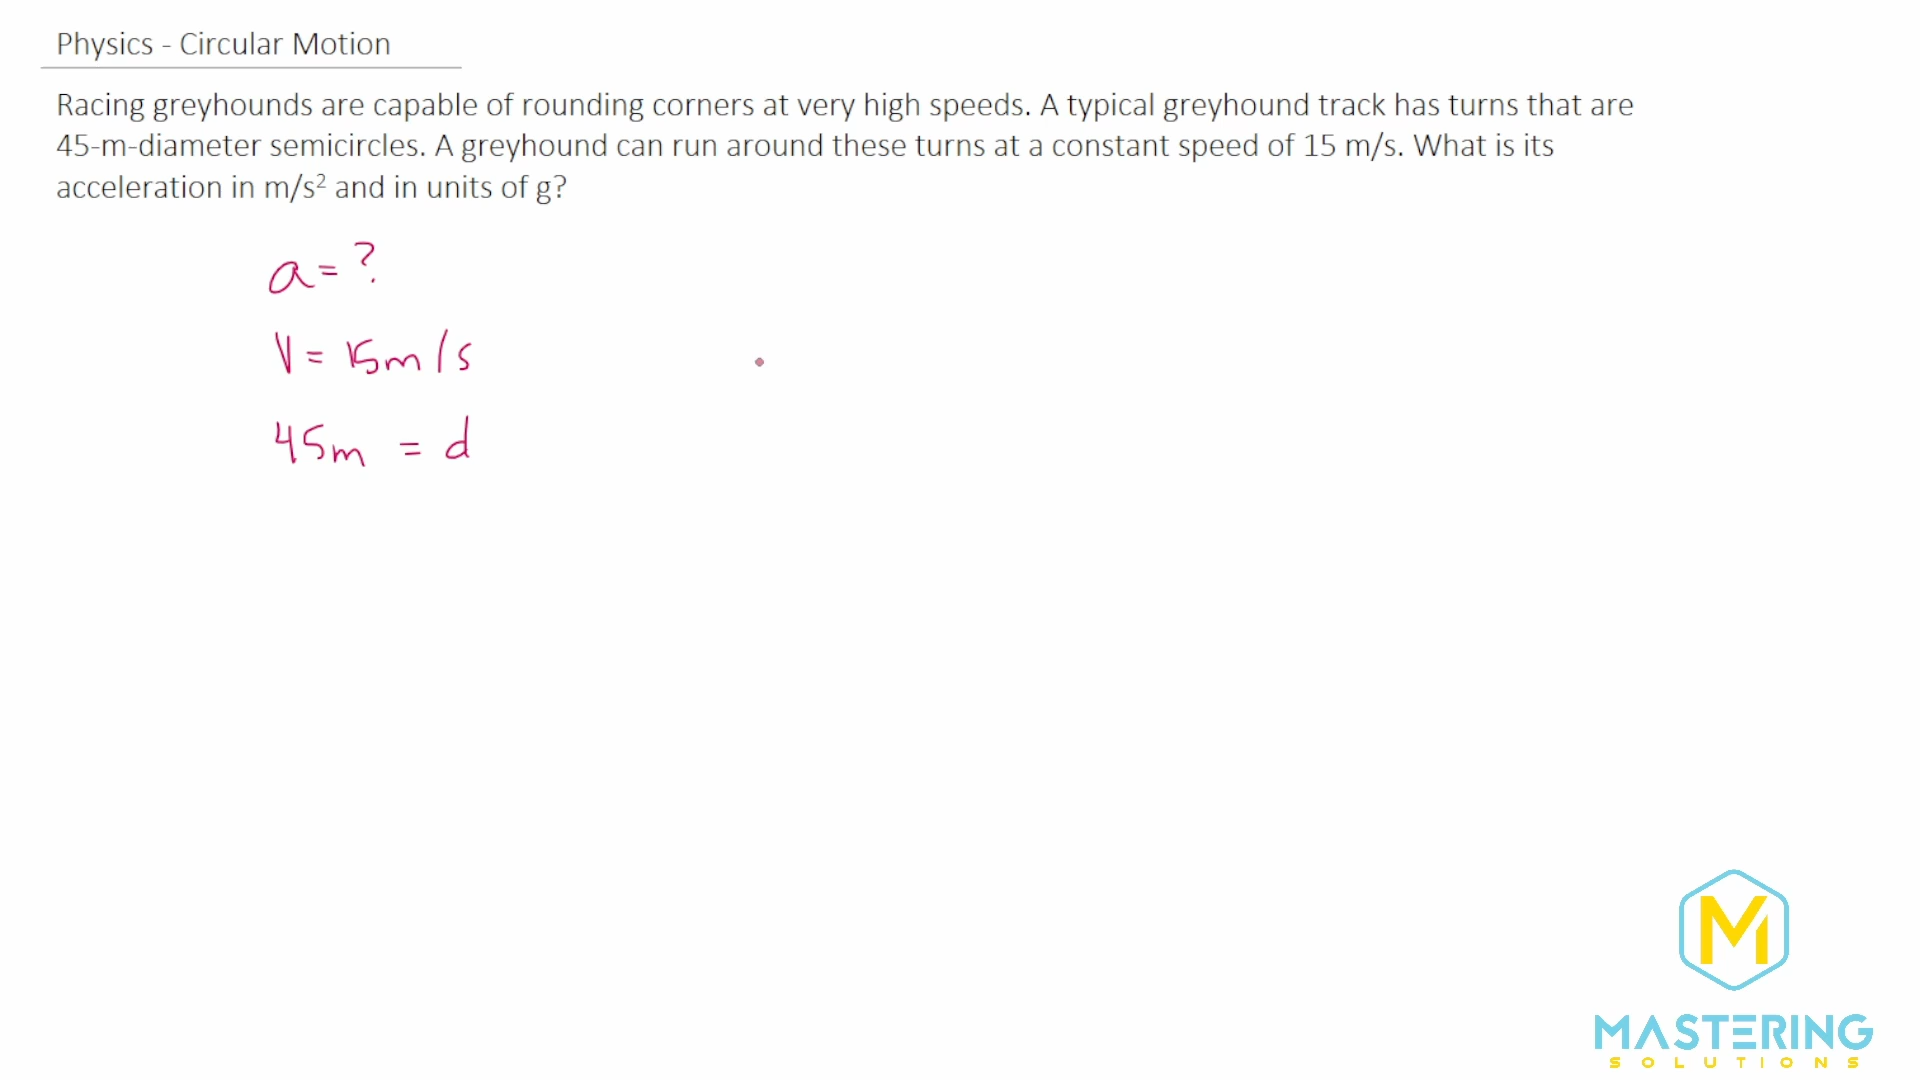 Physics - Circular Motion
Racing greyhounds are capable of rounding corners at very high speeds. A typical greyhound track has turns that are
45-m-diameter semicircles. A greyhound can run around these turns at a constant speed of 15 m/s. What is its
acceleration in m/s² and in units of g?
a = ?
V = 15m/s
45m = d
M
MASTERING
SOLUTIONS